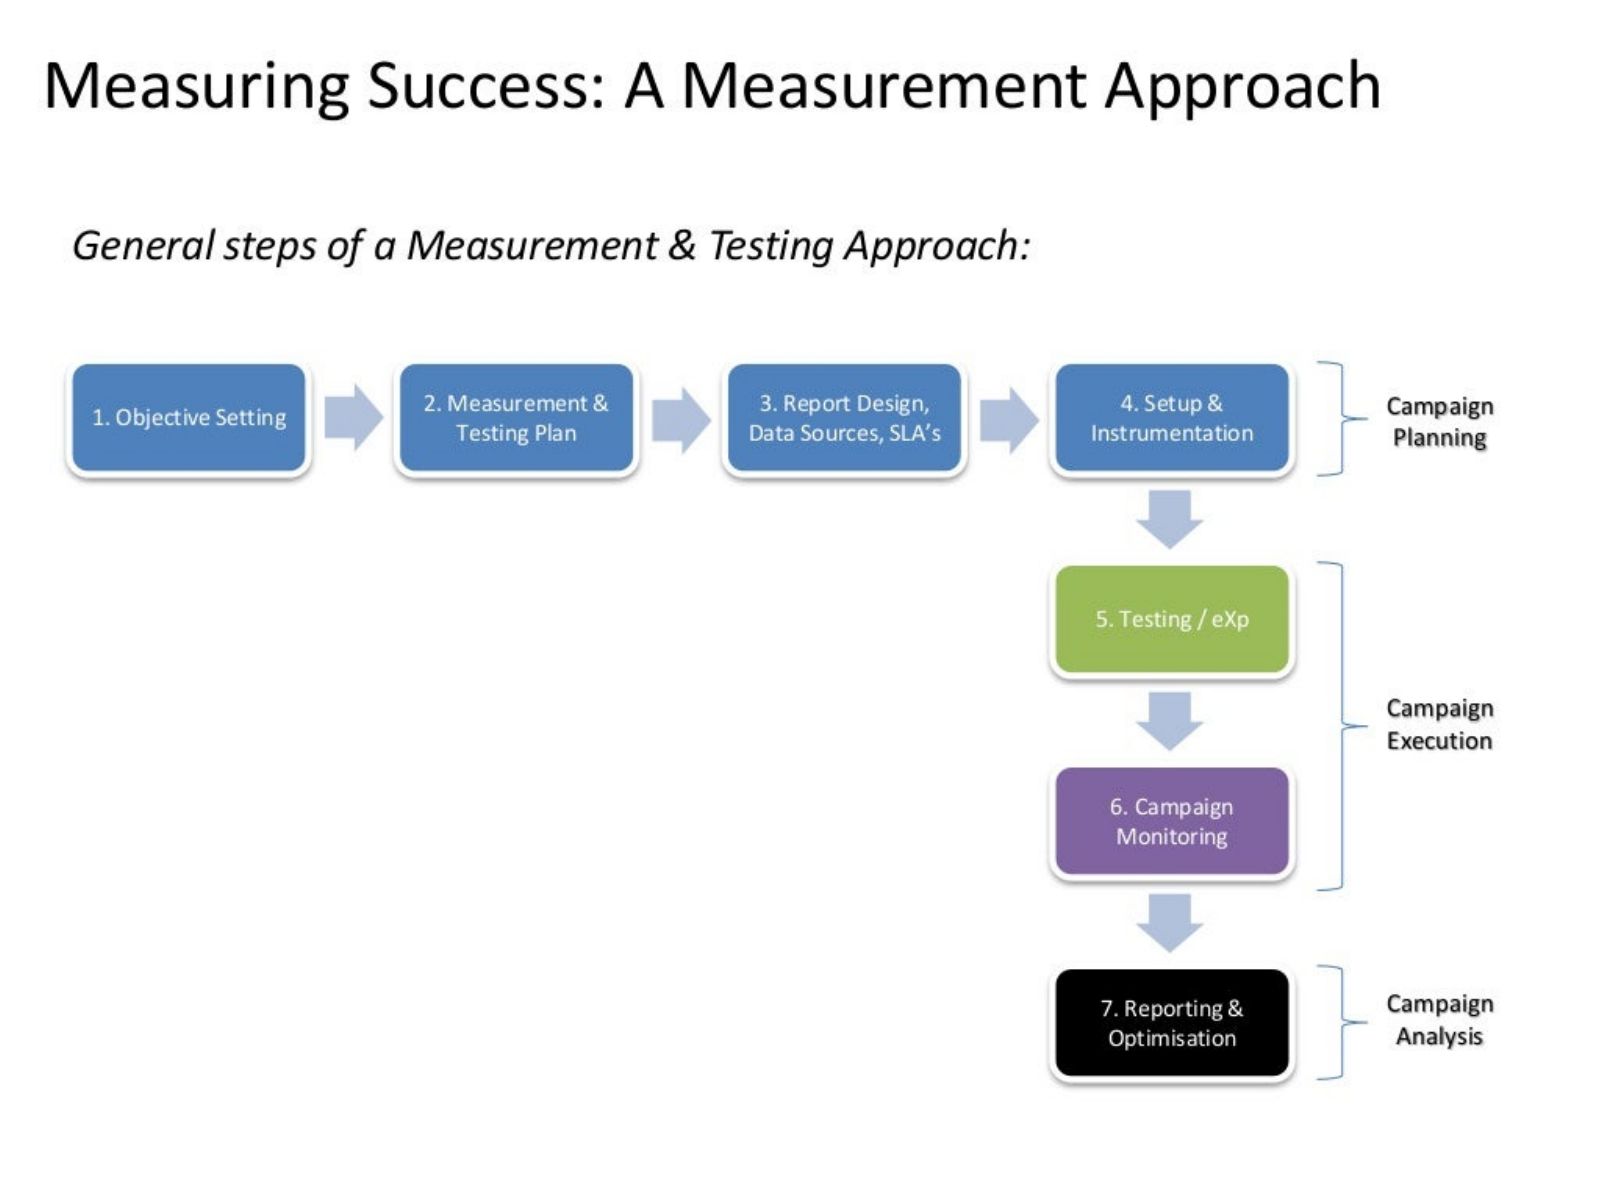 Measuring Success: A Measurement Approach
General steps of a Measurement & Testing Approach:
1. Objective Setting
2. Measurement &
Testing Plan
3. Report Design,
Data Sources, SLA’s
4. Setup &
Instrumentation
Campaign
Planning
5. Testing / eXp
Campaign
Execution
6. Campaign
Monitoring
7. Reporting &
Optimisation
Campaign
Analysis